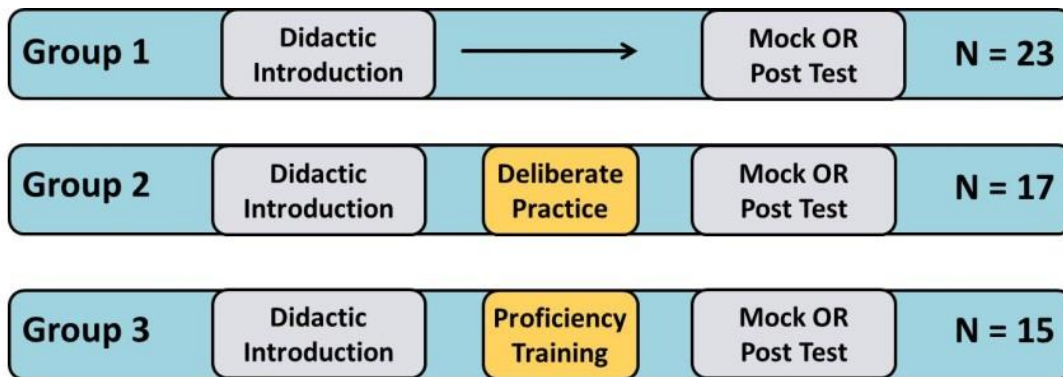 Group 1
Didactic
Introduction
Mock OR
Post Test
N = 23
Group 2
Didactic
Introduction
Deliberate
Practice
Mock OR
Post Test
N = 17
Group 3
Didactic
Introduction
Proficiency
Training
Mock OR
Post Test
N = 15